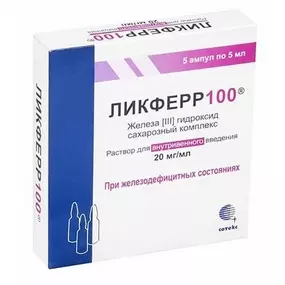 5 ампул по 5 мл
ЛИКФЕРР100®
Железа [III] гидроксид
сахарозный комплекс
Раствор для внутривенного введения
20 мг/мл
При железодефицитных состояниях
сотекс
ЛИКФЕРР100®